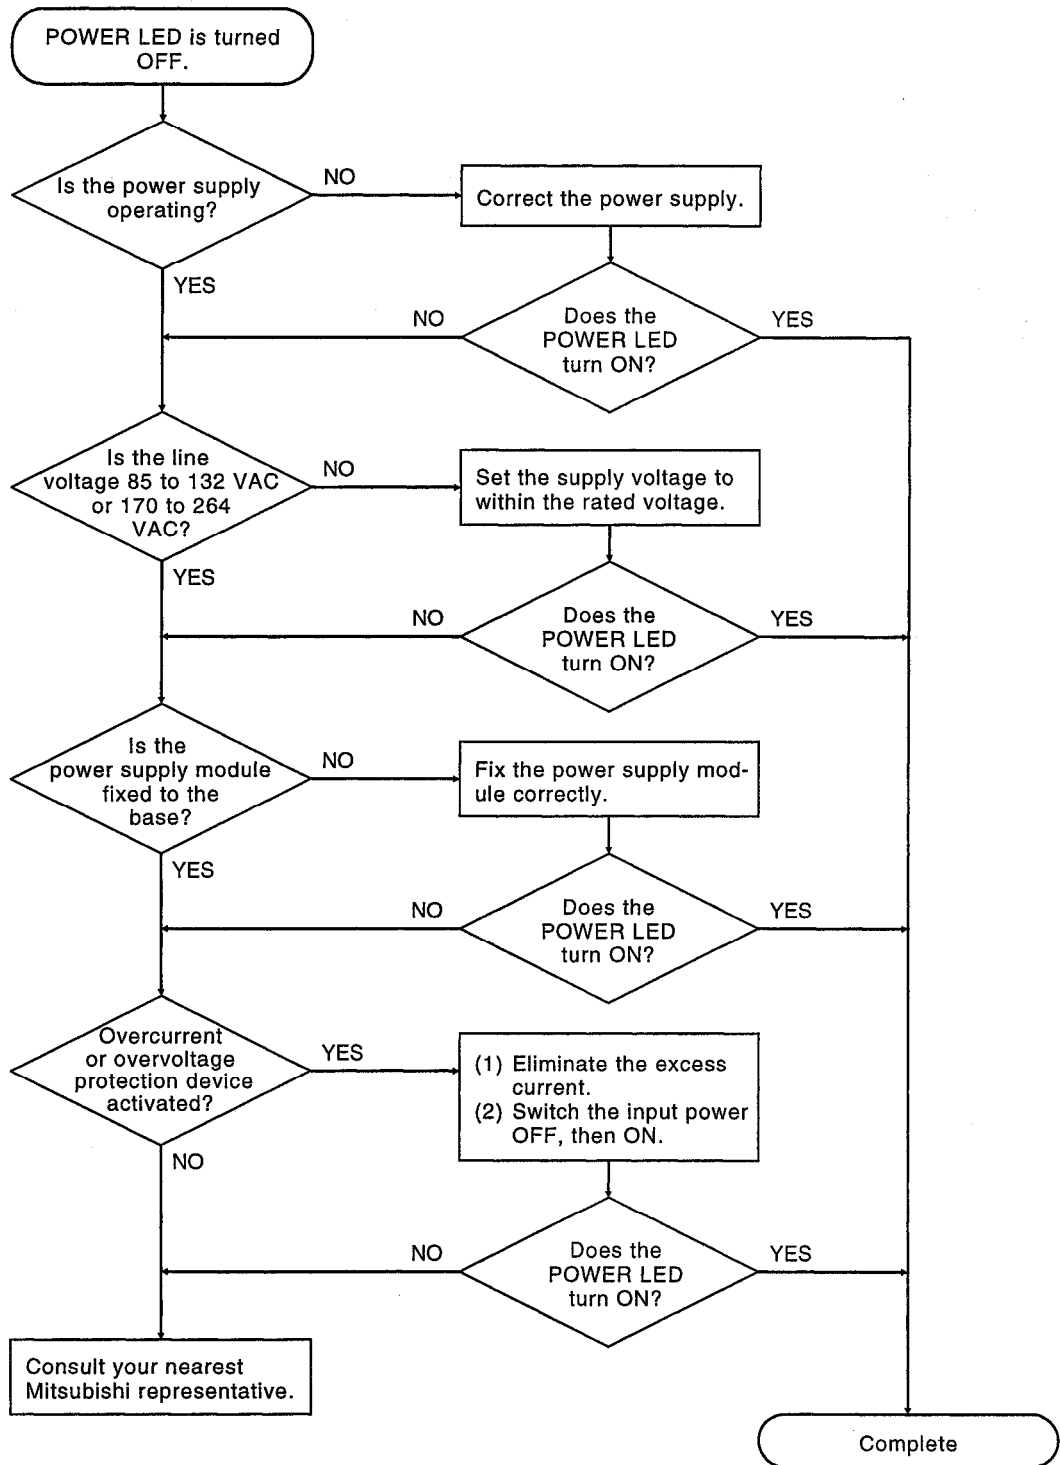 POWER LED is turned
OFF.
Is the power supply
operating?
NO
Correct the power supply.
YES
Does the
POWER LED
turn ON?
NO
YES
Is the line
voltage 85 to 132 VAC
or 170 to 264
VAC?
NO
Set the supply voltage to
within the rated voltage.
YES
Does the
POWER LED
turn ON?
NO
YES
Is the
power supply module
fixed to the
base?
NO
Fix the power supply mod-
ule correctly.
YES
Does the
POWER LED
turn ON?
NO
YES
Overcurrent
or overvoltage
protection device
activated?
YES
(1) Eliminate the excess
current.
(2) Switch the input power
OFF, then ON.
NO
Does the
POWER LED
turn ON?
NO
YES
Consult your nearest
Mitsubishi representative.
Complete